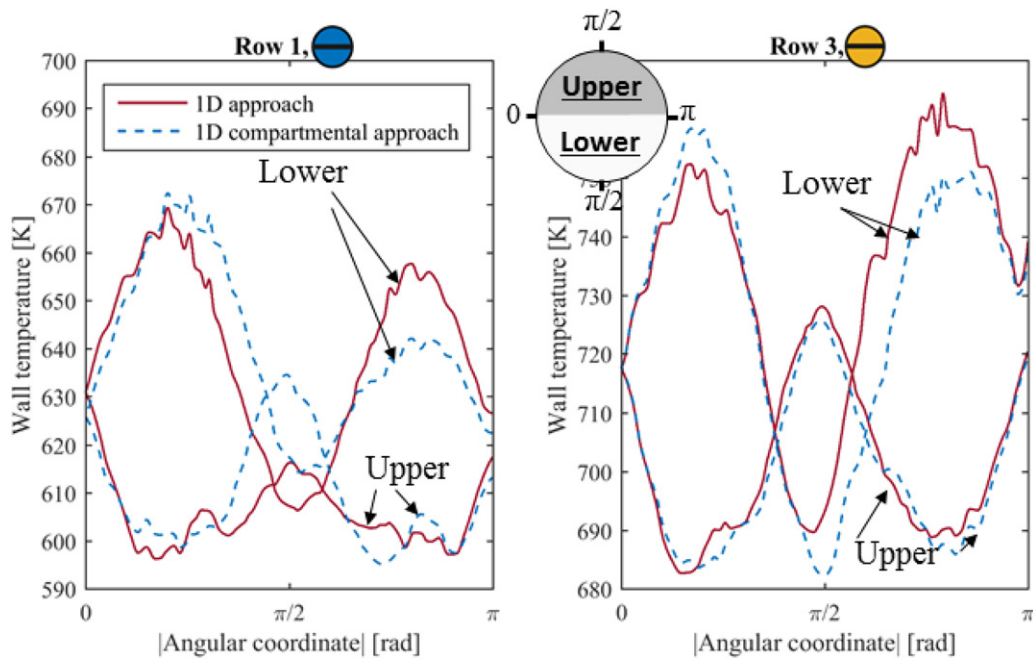 Row 1,
Row 3,
π/2
Upper
0
π
Lower
π/2
700
690
680
670
660
650
640
630
620
610
600
590
Wall temperature [K]
1D approach
1D compartmental approach
Lower
Upper
0
π/2
π
|Angular coordinate| [rad]
740
730
720
710
700
690
680
Wall temperature [K]
Lower
Upper
0
π/2
π
|Angular coordinate| [rad]